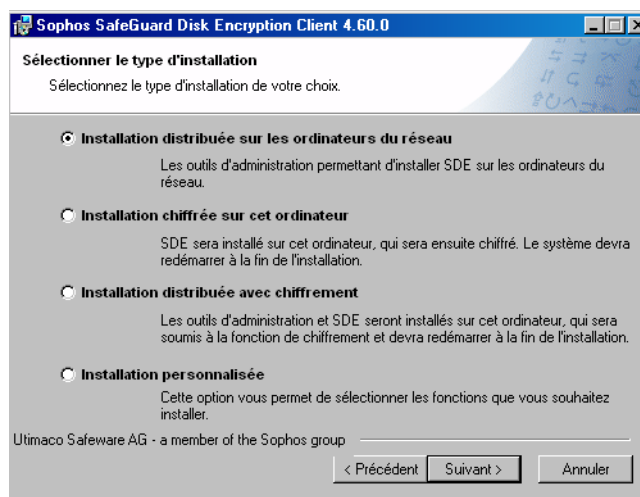 Sophos SafeGuard Disk Encryption Client 4.60.0
Sélectionner le type d'installation
Sélectionnez le type d'installation de votre choix.
Installation distribuée sur les ordinateurs du réseau
Les outils d'administration permettant d'installer SDE sur les ordinateurs du
réseau.
Installation chiffrée sur cet ordinateur
SDE sera installé sur cet ordinateur, qui sera ensuite chiffré. Le système devra
redémarrer à la fin de l'installation.
Installation distribuée avec chiffrement
Les outils d'administration et SDE seront installés sur cet ordinateur, qui sera
soumis à la fonction de chiffrement et devra redémarrer à la fin de l'installation.
Installation personnalisée
Cette option vous permet de sélectionner les fonctions que vous souhaitez
installer.
Utimaco Safeware AG - a member of the Sophos group
< Précédent Suivant > Annuler